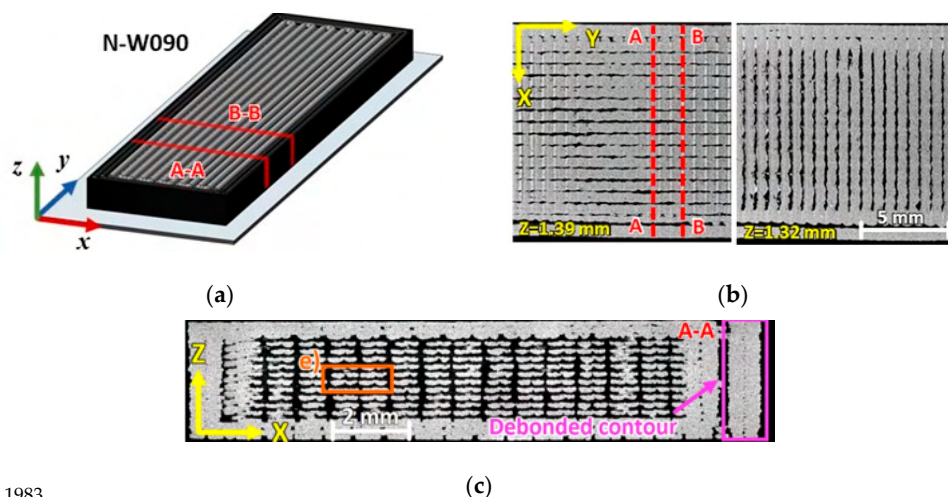 N-W090
B-B
A-A
z
y
x
Y
X
A
B
A
B
Z=1.39 mm
Z=1.32 mm
5 mm
(a)
(b)
A-A
Z
e)
2 mm
X
Debonded contour
(c)
1983